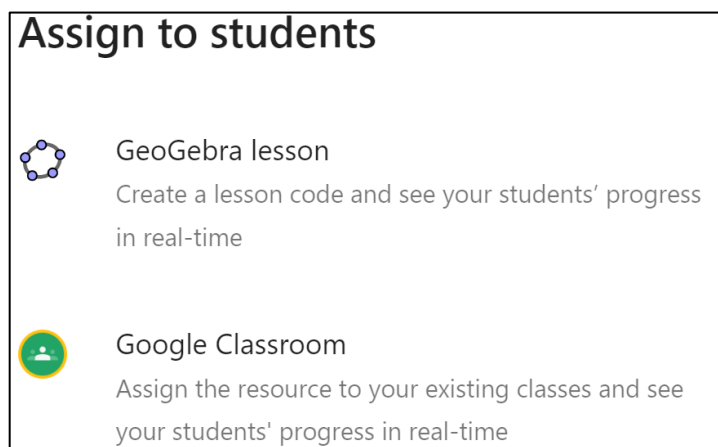 Assign to students
GeoGebra lesson
Create a lesson code and see your students’ progress
in real-time
Google Classroom
Assign the resource to your existing classes and see
your students' progress in real-time